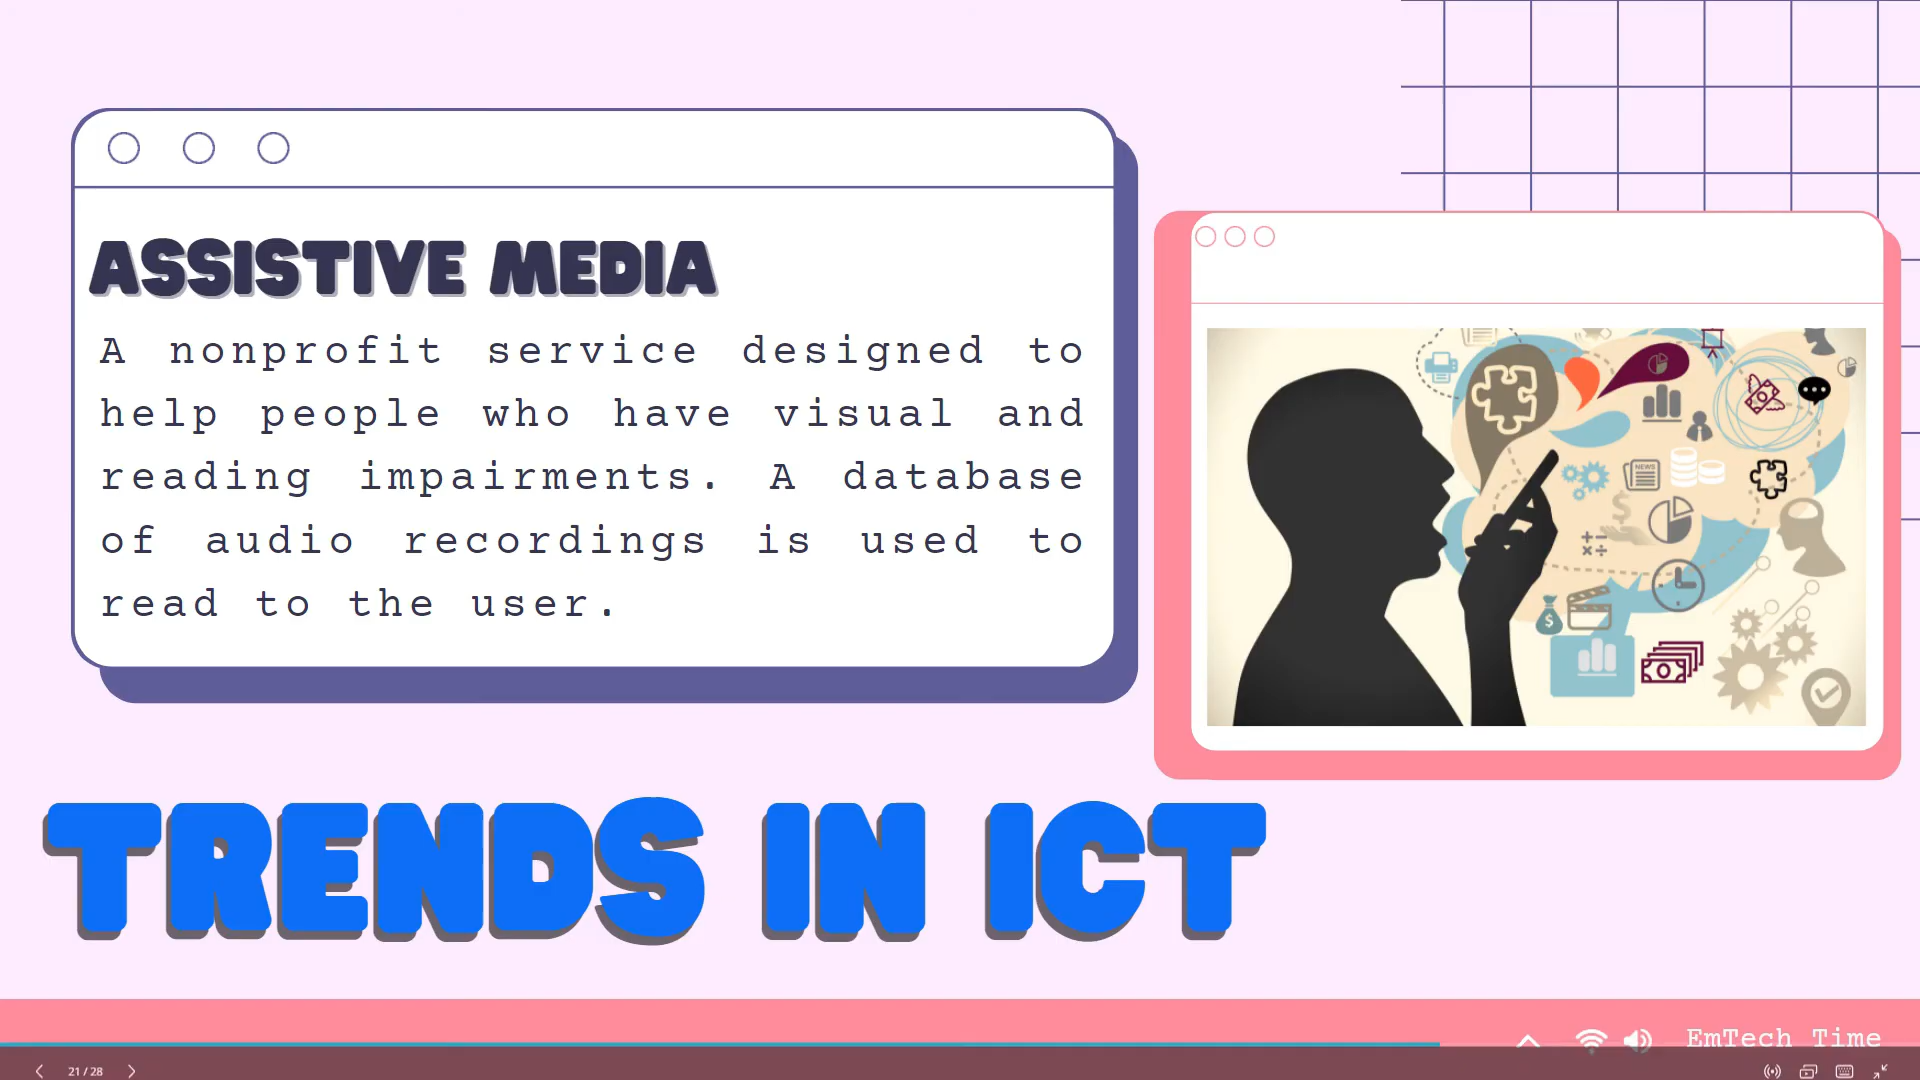 ASSISTIVE MEDIA
A nonprofit service designed to
help people who have visual and
reading impairments. A database
of audio recordings is used to
read to the user.
NEWS
$
$
TRENDS IN ICT
EmTech Time
21 / 28